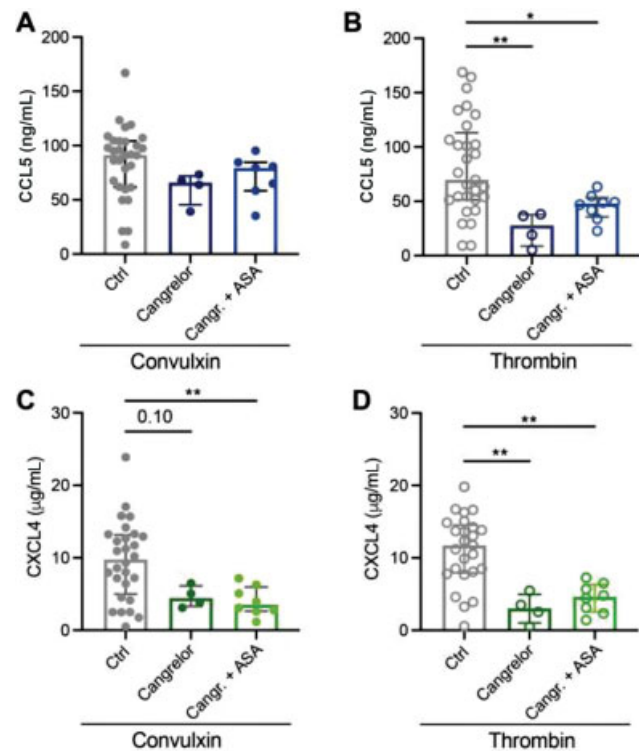 A
CCL5 (ng/mL)
200
150
100
50
0
Ctrl
Cangrelor
Cangr. + ASA
Convulxin
B
*
**
CCL5 (ng/mL)
200
150
100
50
0
Ctrl
Cangrelor
Cangr. + ASA
Thrombin
C
**
0.10
CXCL4 (µg/mL)
30
20
10
0
Ctrl
Cangrelor
Cangr. + ASA
Convulxin
D
**
**
CXCL4 (µg/mL)
30
20
10
0
Ctrl
Cangrelor
Cangr. + ASA
Thrombin